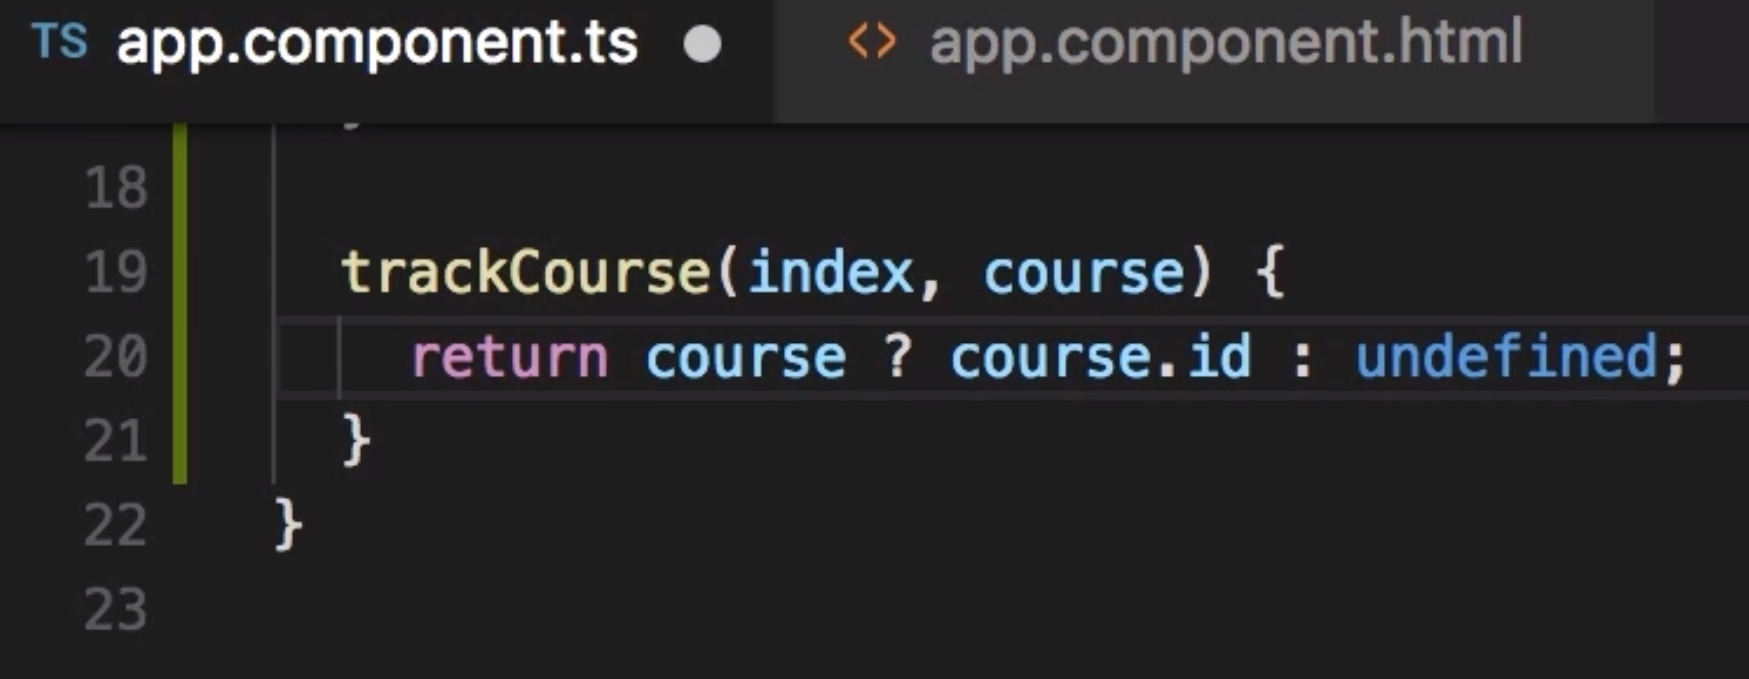 TS app.component.ts <> app.component.html
18
19 trackCourse(index, course) {
20 return course ? course.id : undefined;
21 }
22 }
23